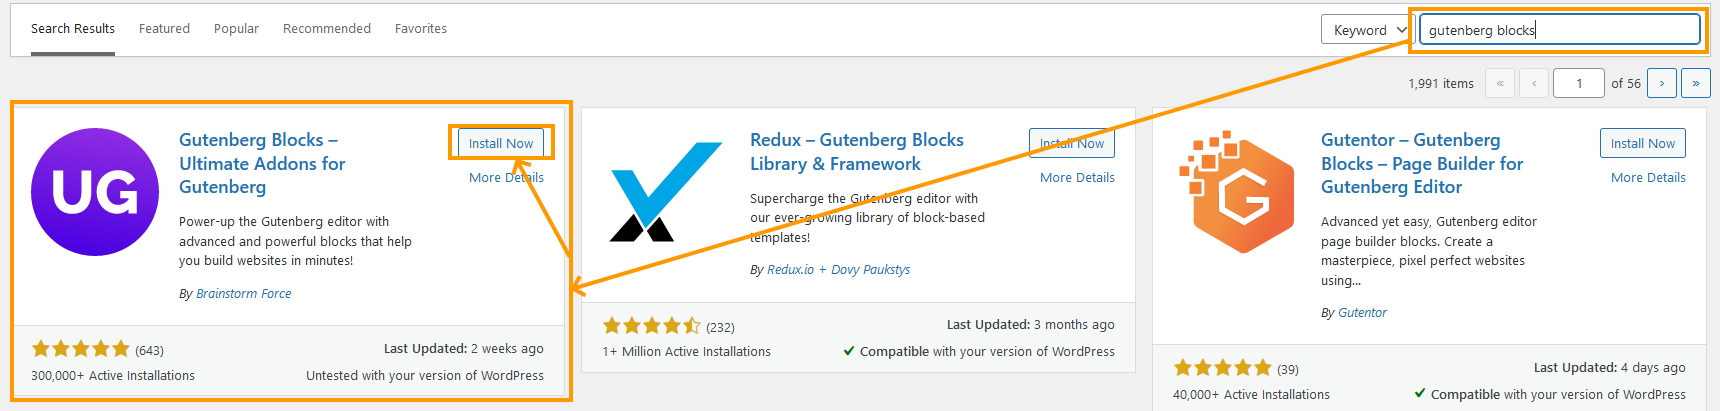 Search Results Featured Popular Recommended Favorites Keyword gutenberg blocks
1,991 items « ‹ 1 of 56 › »
UG
Gutenberg Blocks –
Ultimate Addons for
Gutenberg
Install Now
More Details
Power-up the Gutenberg editor with
advanced and powerful blocks that help
you build websites in minutes!
By Brainstorm Force
(643)
Last Updated: 2 weeks ago
300,000+ Active Installations
Untested with your version of WordPress
Redux – Gutenberg Blocks
Library & Framework
Install Now
More Details
Supercharge the Gutenberg editor with
our ever-growing library of block-based
templates!
By Redux.io + Dovy Paukstys
(232)
Last Updated: 3 months ago
1+ Million Active Installations
Compatible with your version of WordPress
G
Gutentor – Gutenberg
Blocks – Page Builder for
Gutenberg Editor
Install Now
More Details
Advanced yet easy, Gutenberg editor
page builder blocks. Create a
masterpiece, pixel perfect websites
using...
By Gutentor
(39)
Last Updated: 4 days ago
40,000+ Active Installations
Compatible with your version of WordPress